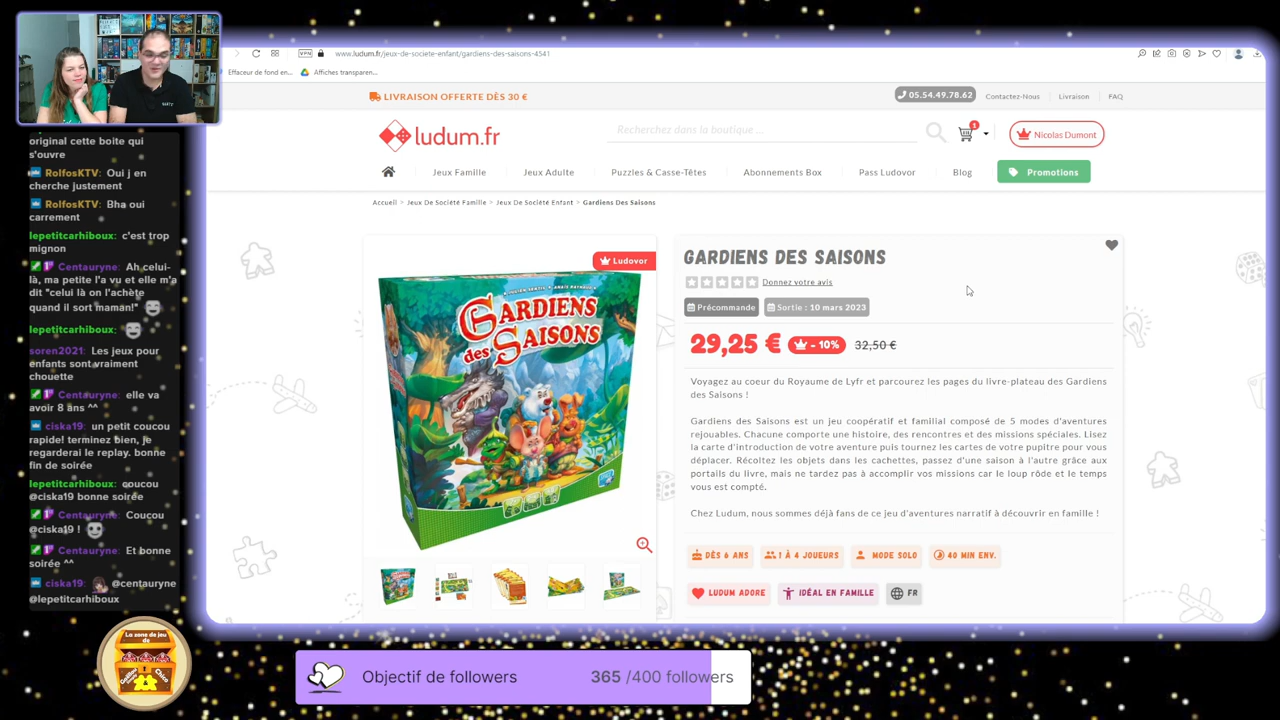 www.ludum.fr/jeux-de-societe-enfant/gardiens-des-saisons-4541
VPN
Effaceur de fond en...
Affiches transparen...
LIVRAISON OFFERTE DÈS 30 €
05.54.49.78.62
Contactez-Nous
Livraison
FAQ
ludum.fr
Recherchez dans la boutique ...
1
Nicolas Dumont
Jeux Famille
Jeux Adulte
Puzzles & Casse-Têtes
Abonnements Box
Pass Ludovor
Blog
Promotions
Accueil > Jeux De Société Famille > Jeux De Société Enfant > Gardiens Des Saisons
Ludovor
GARDIENS
des SAISONS
GARDIENS DES SAISONS
Donnez votre avis
Précommande
Sortie : 10 mars 2023
29,25 €
- 10%
32,50 €
Voyagez au coeur du Royaume de Lyfr et parcourez les pages du livre-plateau des Gardiens
des Saisons !
Gardiens des Saisons est un jeu coopératif et familial composé de 5 modes d'aventures
rejouables. Chacune comporte une histoire, des rencontres et des missions spéciales. Lisez
la carte d'introduction de votre aventure puis tournez les cartes de votre pupitre pour vous
déplacer. Récoltez les objets dans les cachettes, passez d'une saison à l'autre grâce aux
portails du livre, mais ne tardez pas à accomplir vos missions car le loup rôde et le temps
vous est compté.
Chez Ludum, nous sommes déjà fans de ce jeu d'aventures narratif à découvrir en famille !
DÈS 6 ANS
1 À 4 JOUEURS
MODE SOLO
40 MIN ENV.
LUDUM ADORE
IDÉAL EN FAMILLE
FR
original cette boite qui
s'ouvre
RolfosKTV: Oui j en
cherche justement
RolfosKTV: Bha oui
carrement
lepetitcarhiboux: c'est trop
mignon
Centauryne: Ah celui-
là, ma petite l'a vu et elle m'a
dit "celui là on l'achète
quand il sort maman!"
lepetitcarhiboux:
soren2021: Les jeux pour
enfants sont vraiment
chouette
Centauryne: elle va
avoir 8 ans ^^
ciska19: un petit coucou
rapide! terminez bien, je
regarderai le replay. bonne
fin de soirée
lepetitcarhiboux: coucou
@ciska19 bonne soirée
Centauryne: Coucou
@ciska19 !
Centauryne: Et bonne
soirée ^^
ciska19: @centauryne
@lepetitcarhiboux
La zone de jeu
de
Chico
Objectif de followers
365 /400 followers